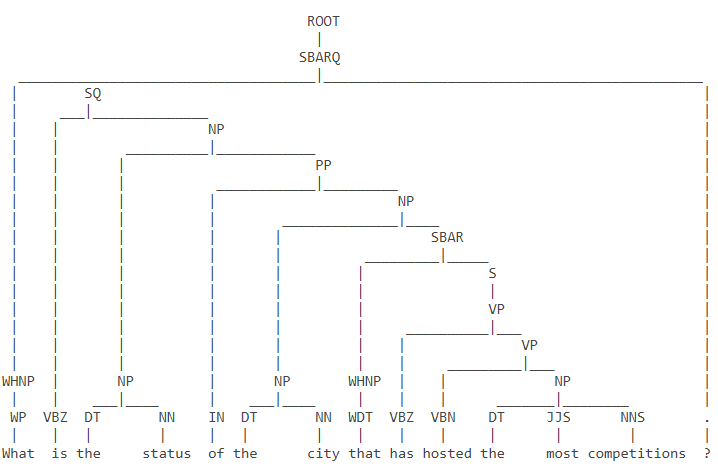 ROOT
SBARQ
SQ
NP
PP
NP
SBAR
S
VP
VP
WHNP NP NP WHNP NP
WP VBZ DT NN IN DT NN WDT VBZ VBN DT JJS NNS .
What is the status of the city that has hosted the most competitions ?